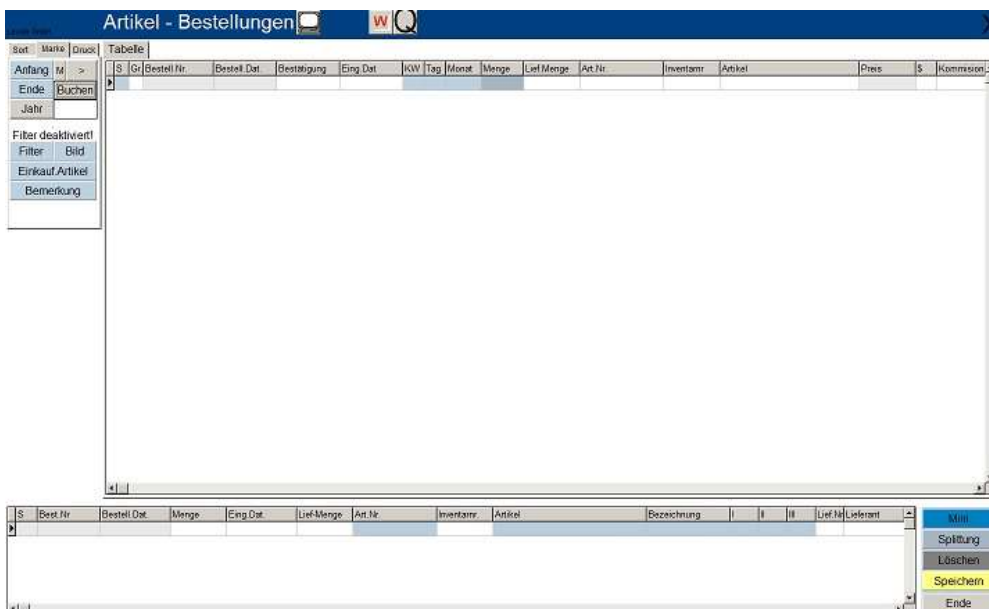 Artikel - Bestellungen W Q
Sort Marke Druck Tabelle
Anfang M > S Gr Bestell.Nr. Bestell.Dat. Bestätigung Eing.Dat KW Tag Monat Menge Lief.Menge Art.Nr. Inventarnr Artikel Preis S Kommision
Ende Buchen
Jahr
Filter deaktiviert!
Filter Bild
Einkauf.Artikel
Bemerkung
S Best.Nr Bestell.Dat. Menge Eing.Dat. Lief-Menge Art.Nr. Inventarnr. Artikel Bezeichnung I II III Lief.Nr Lieferant
Mini
Splittung
Löschen
Speichern
Ende